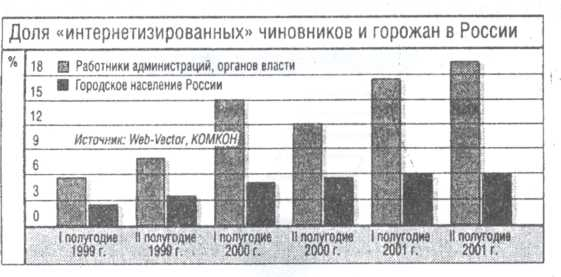 Доля «интернетизированных» чиновников и горожан в России
%
18
Работники администраций, органов власти
15
Городское население России
12
9
Источник: Web-Vector, КОМКОН
6
3
0
I полугодие 1999 г.
II полугодие 1999 г.
I полугодие 2000 г.
II полугодие 2000 г.
I полугодие 2001 г.
II полугодие 2001 г.